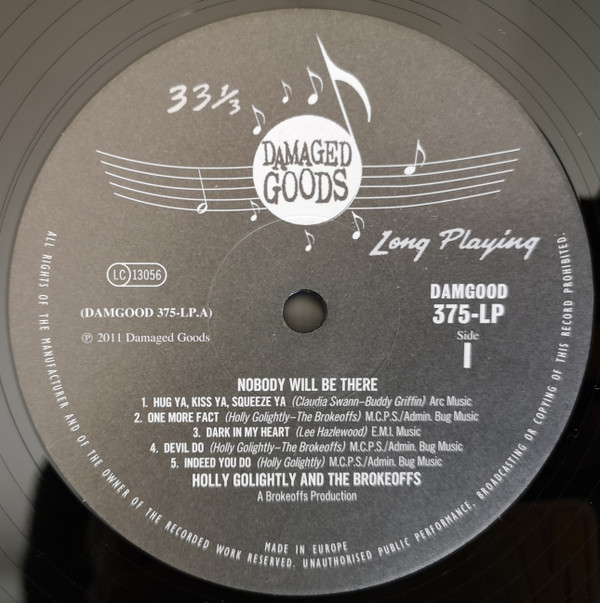 33⅓
DAMAGED
GOODS
Long Playing
LC 13056
(DAMGOOD 375-LP.A)
℗ 2011 Damaged Goods
DAMGOOD
375-LP
Side
1
NOBODY WILL BE THERE
1. HUG YA, KISS YA, SQUEEZE YA (Claudia Swann–Buddy Griffin) Arc Music
2. ONE MORE FACT (Holly Golightly–The Brokeoffs) M.C.P.S./Admin. Bug Music
3. DARK IN MY HEART (Lee Hazlewood) E.M.I. Music
4. DEVIL DO (Holly Golightly–The Brokeoffs) M.C.P.S./Admin. Bug Music
5. INDEED YOU DO (Holly Golightly) M.C.P.S./Admin. Bug Music
HOLLY GOLIGHTLY AND THE BROKEOFFS
A Brokeoffs Production
MADE IN EUROPE
ALL RIGHTS OF THE MANUFACTURER AND OF THE OWNER OF THE RECORDED WORK RESERVED. UNAUTHORISED PUBLIC PERFORMANCE, BROADCASTING OR COPYING OF THIS RECORD PROHIBITED.